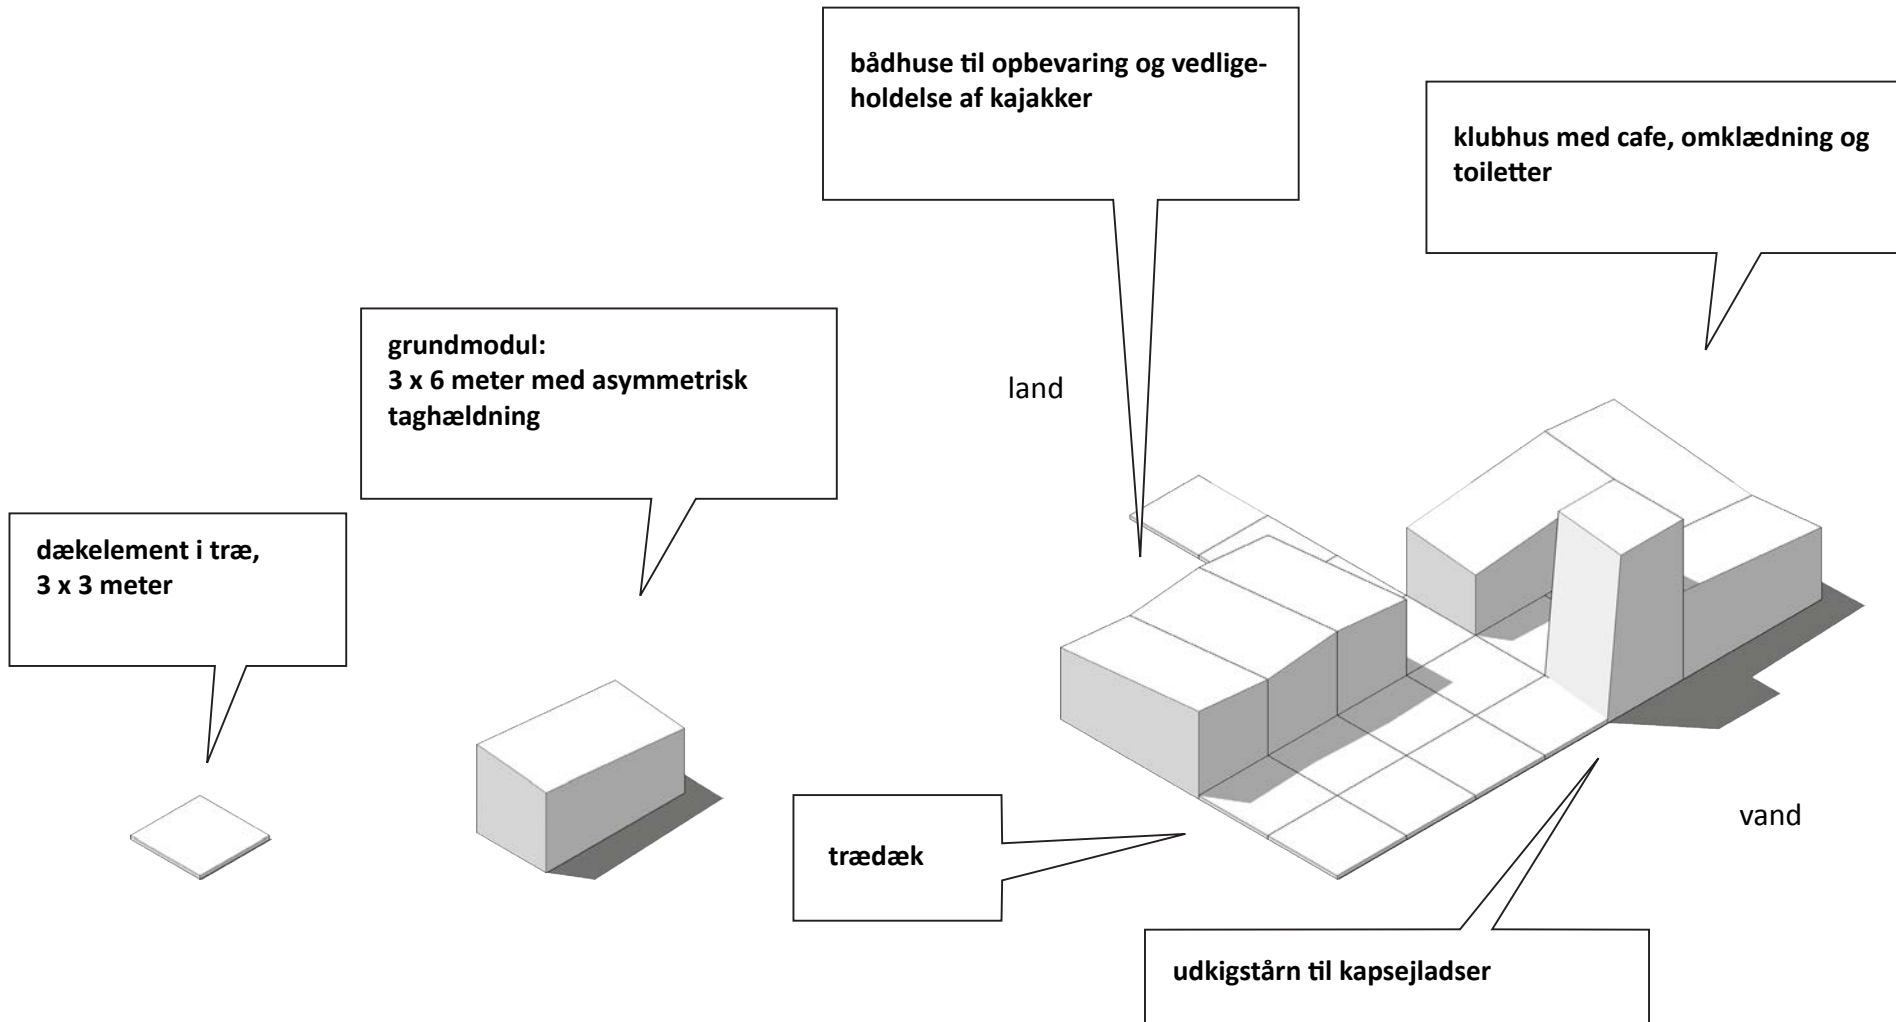 bådhuse til opbevaring og vedlige-
holdelse af kajakker
klubhus med cafe, omklædning og
toiletter
grundmodul:
3 x 6 meter med asymmetrisk
taghældning
land
dækelement i træ,
3 x 3 meter
vand
trædæk
udkigstårn til kapsejladser